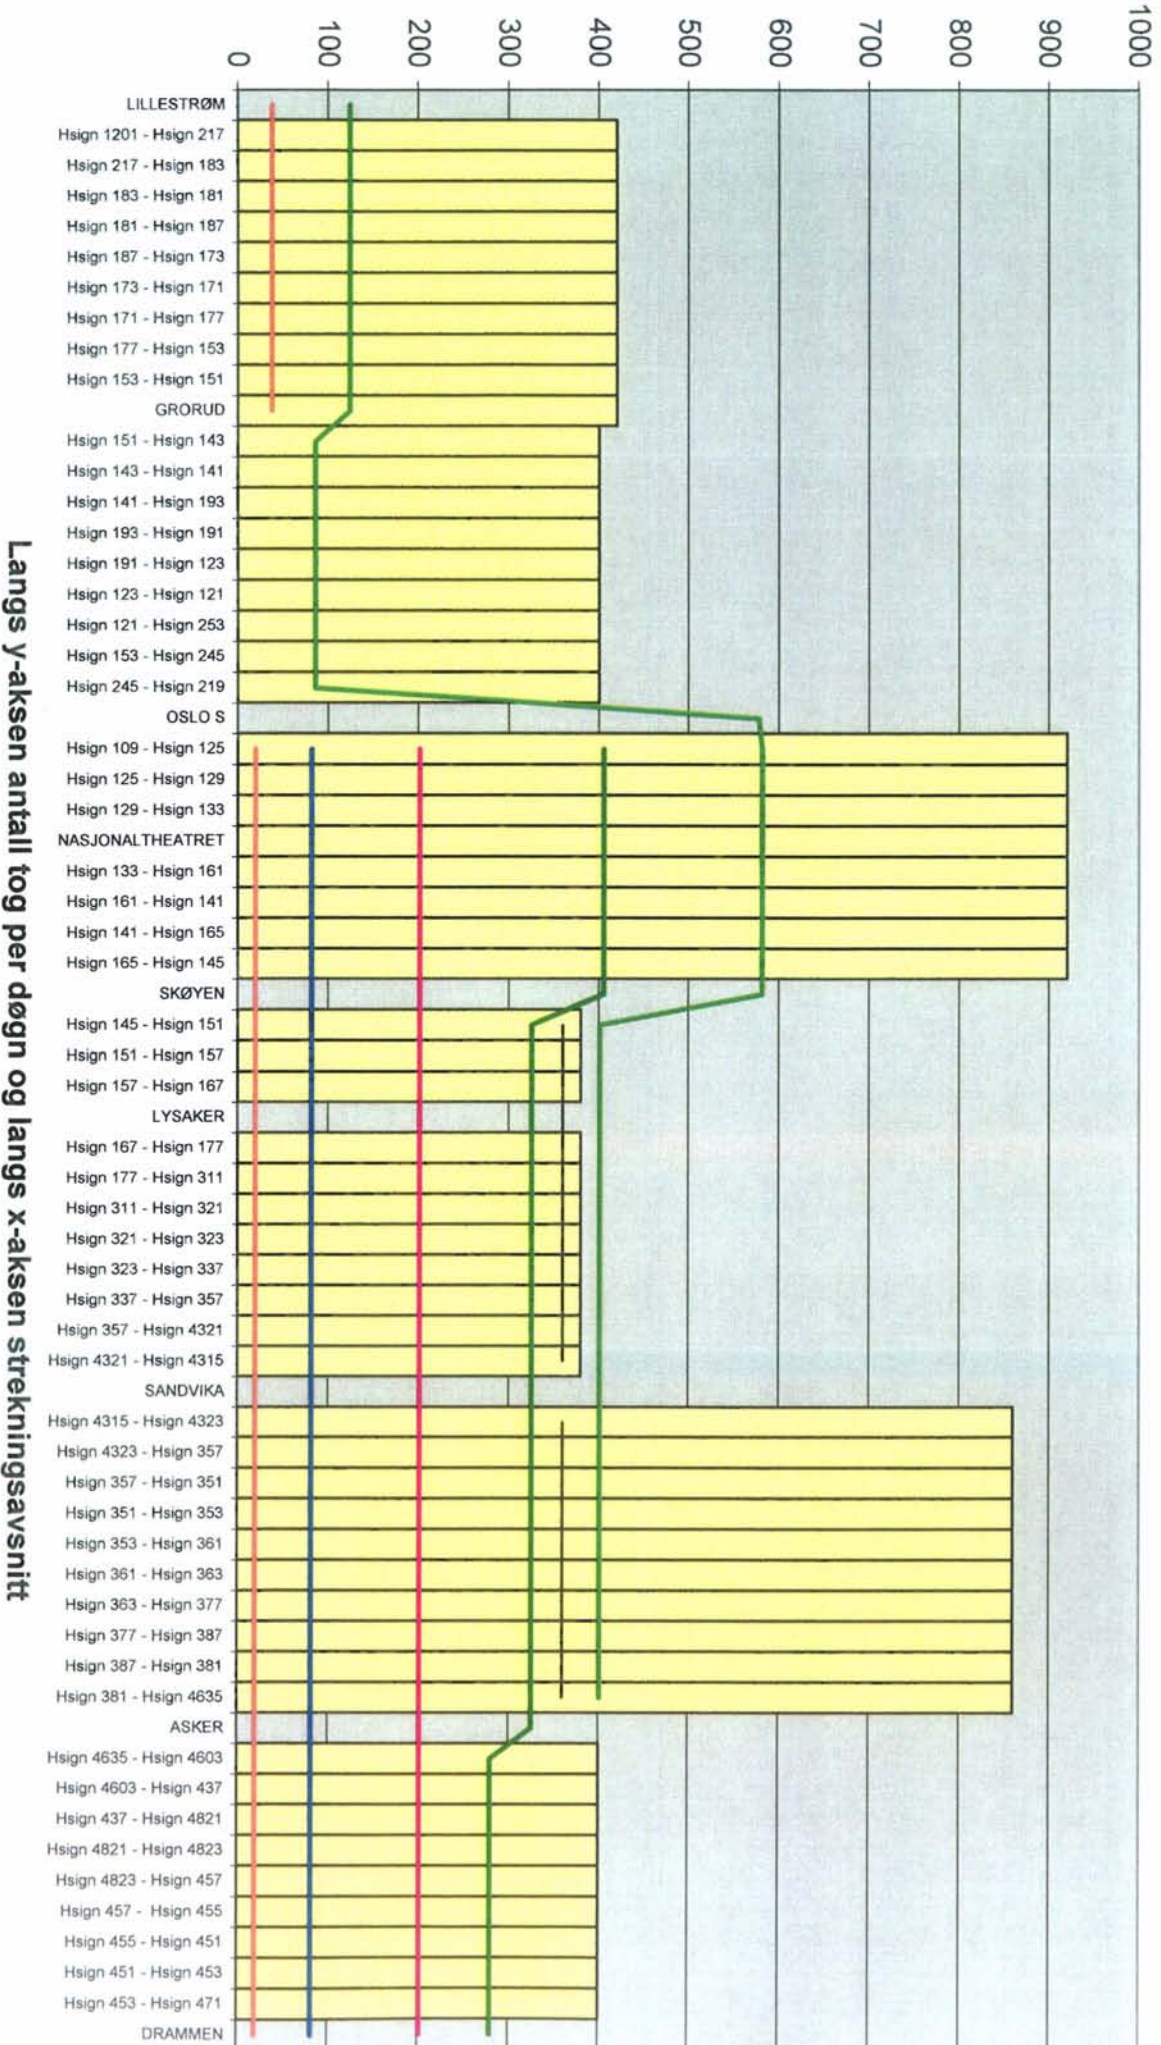 1000
900
800
700
600
500
400
300
200
100
0
LILLESTRØM
Hsign 1201 - Hsign 217
Hsign 217 - Hsign 183
Hsign 183 - Hsign 181
Hsign 181 - Hsign 187
Hsign 187 - Hsign 173
Hsign 173 - Hsign 171
Hsign 171 - Hsign 177
Hsign 177 - Hsign 153
Hsign 153 - Hsign 151
GRORUD
Hsign 151 - Hsign 143
Hsign 143 - Hsign 141
Hsign 141 - Hsign 193
Hsign 193 - Hsign 191
Hsign 191 - Hsign 123
Hsign 123 - Hsign 121
Hsign 121 - Hsign 253
Hsign 153 - Hsign 245
Hsign 245 - Hsign 219
OSLO S
Hsign 109 - Hsign 125
Hsign 125 - Hsign 129
Hsign 129 - Hsign 133
NASJONALTHEATRET
Hsign 133 - Hsign 161
Hsign 161 - Hsign 141
Hsign 141 - Hsign 165
Hsign 165 - Hsign 145
SKØYEN
Hsign 145 - Hsign 151
Hsign 151 - Hsign 157
Hsign 157 - Hsign 167
LYSAKER
Hsign 167 - Hsign 177
Hsign 177 - Hsign 311
Hsign 311 - Hsign 321
Hsign 321 - Hsign 323
Hsign 323 - Hsign 337
Hsign 337 - Hsign 357
Hsign 357 - Hsign 4321
Hsign 4321 - Hsign 4315
SANDVIKA
Hsign 4315 - Hsign 4323
Hsign 4323 - Hsign 357
Hsign 357 - Hsign 351
Hsign 351 - Hsign 353
Hsign 353 - Hsign 361
Hsign 361 - Hsign 363
Hsign 363 - Hsign 377
Hsign 377 - Hsign 387
Hsign 387 - Hsign 381
Hsign 381 - Hsign 4635
ASKER
Hsign 4635 - Hsign 4603
Hsign 4603 - Hsign 437
Hsign 437 - Hsign 4821
Hsign 4821 - Hsign 4823
Hsign 4823 - Hsign 457
Hsign 457 - Hsign 455
Hsign 455 - Hsign 451
Hsign 451 - Hsign 453
Hsign 453 - Hsign 471
DRAMMEN
Langs y-aksen antall tog per døgn og langs x-aksen strekningsavsnitt